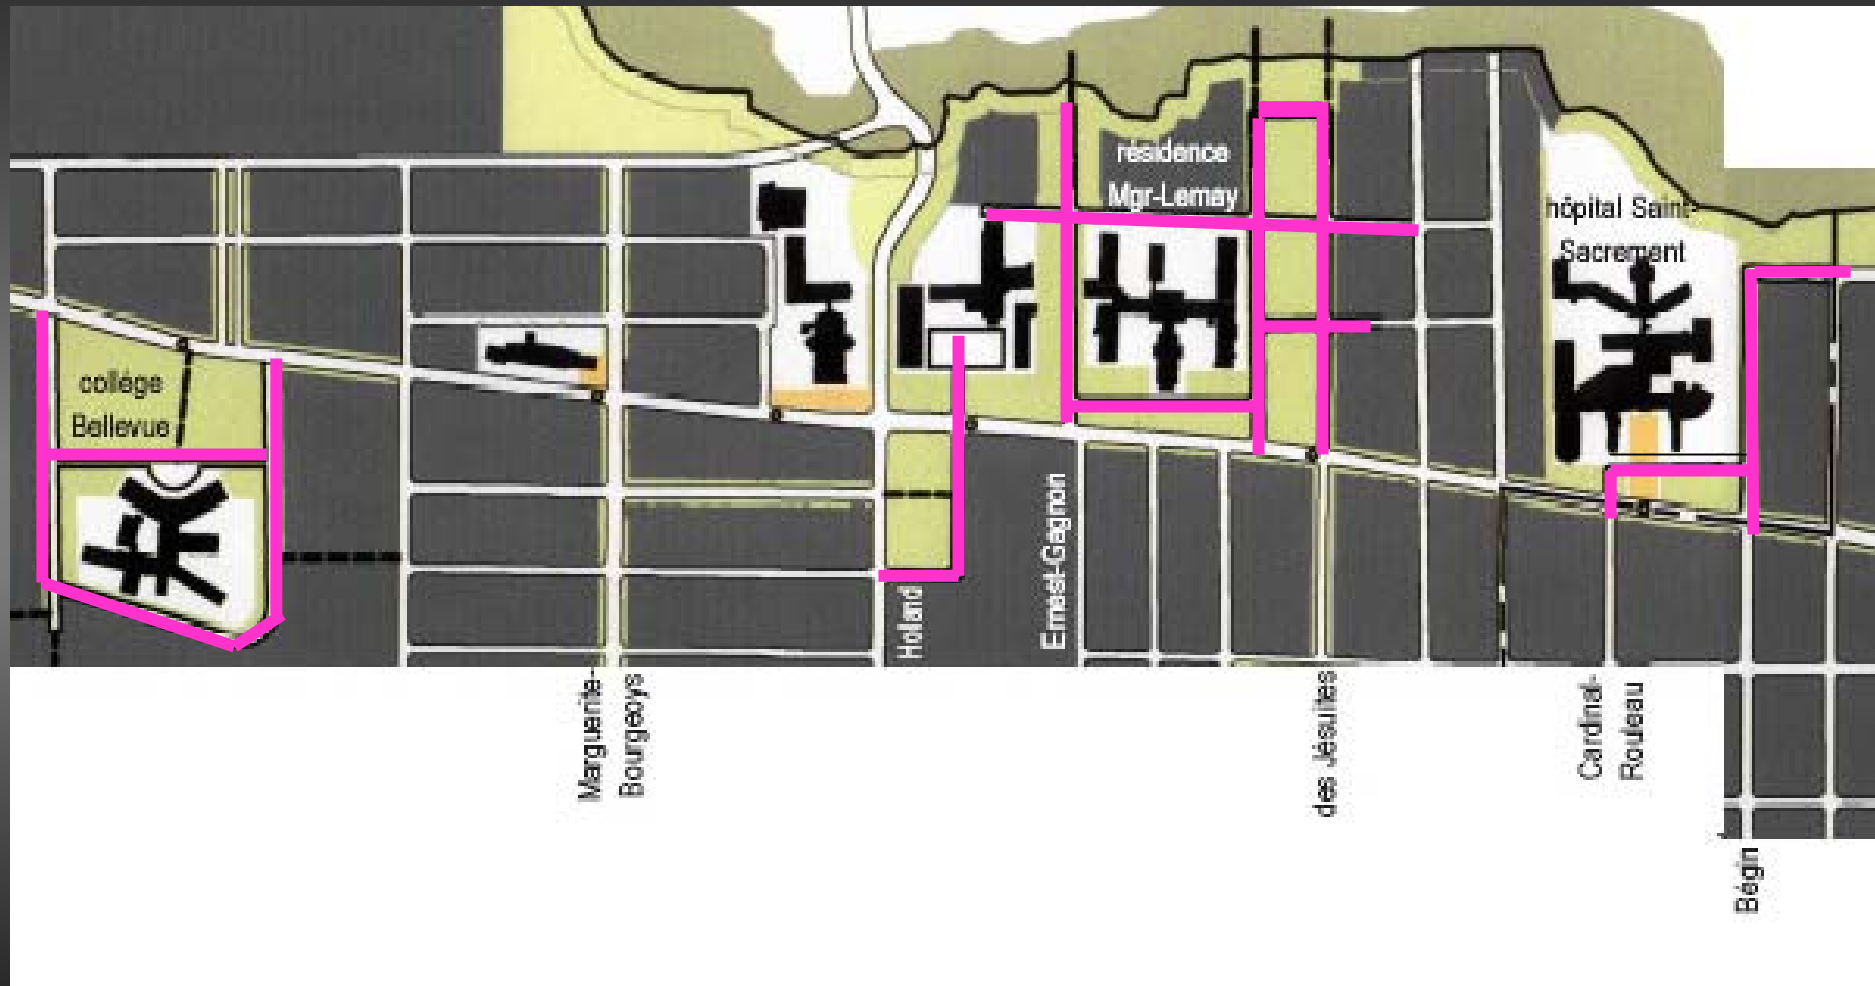 résidence
Mgr-Lemay
hôpital Saint-
Sacrement
collège
Bellevue
Holland
Ernest-Gagnon
Marguerite-
Bourgeoys
des Jésuites
Cardinal-
Rouleau
Bégin